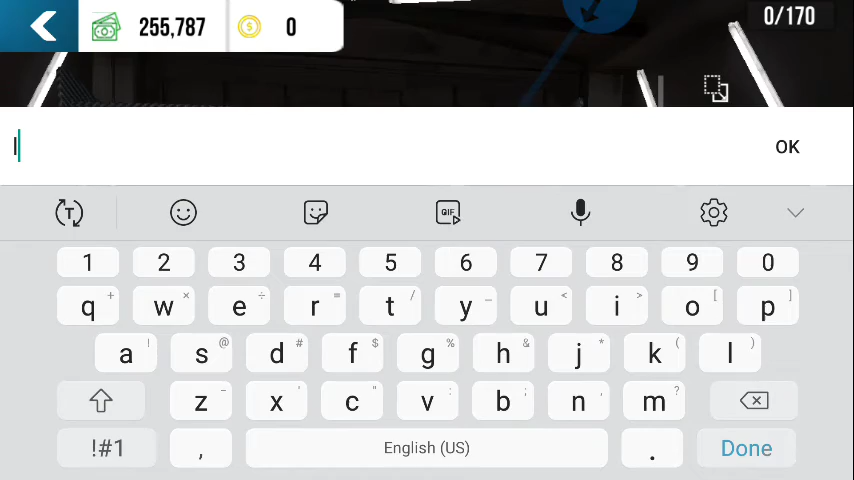 255,787 0 0/170
l OK
GIF
1 2 3 4 5 6 7 8 9 0
q + w × e ÷ r = t / y _ u < i > o [ p ]
a ! s @ d # f $ g % h & j * k ( l )
z - x ' c " v : b ; n , m ?
!#1 , English (US) . Done